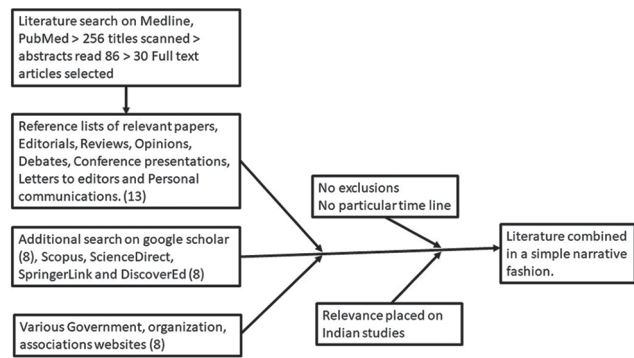 Literature search on Medline,
PubMed > 256 titles scanned >
abstracts read 86 > 30 Full text
articles selected
Reference lists of relevant papers,
Editorials, Reviews, Opinions,
Debates, Conference presentations,
Letters to editors and Personal
communications. (13)
No exclusions
No particular time line
Additional search on google scholar
(8), Scopus, ScienceDirect,
SpringerLink and DiscoverEd (8)
Literature combined
in a simple narrative
fashion.
Relevance placed on
Indian studies
Various Government, organization,
associations websites (8)